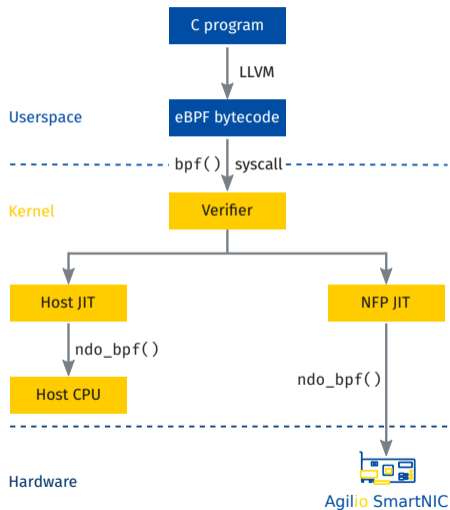 C program
LLVM
Userspace
eBPF bytecode
bpf() syscall
Kernel
Verifier
Host JIT
NFP JIT
ndo_bpf()
Host CPU
ndo_bpf()
Hardware
Agilio SmartNIC